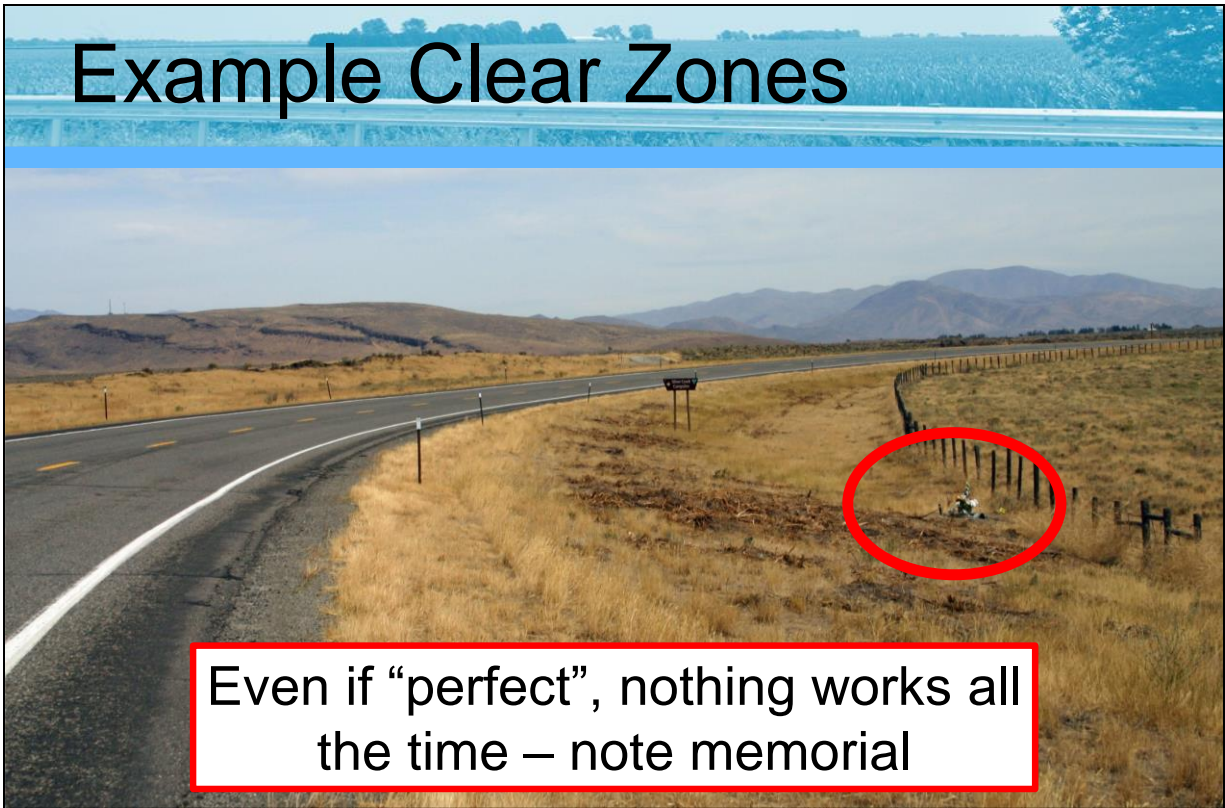 Example Clear Zones
Even if “perfect”, nothing works all
the time – note memorial